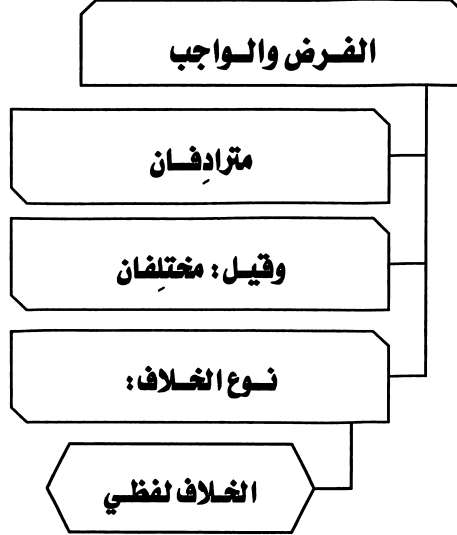 الفرض والواجب
مترادِفان
وقيل: مختلِفان
نوع الخلاف:
الخلاف لفظي